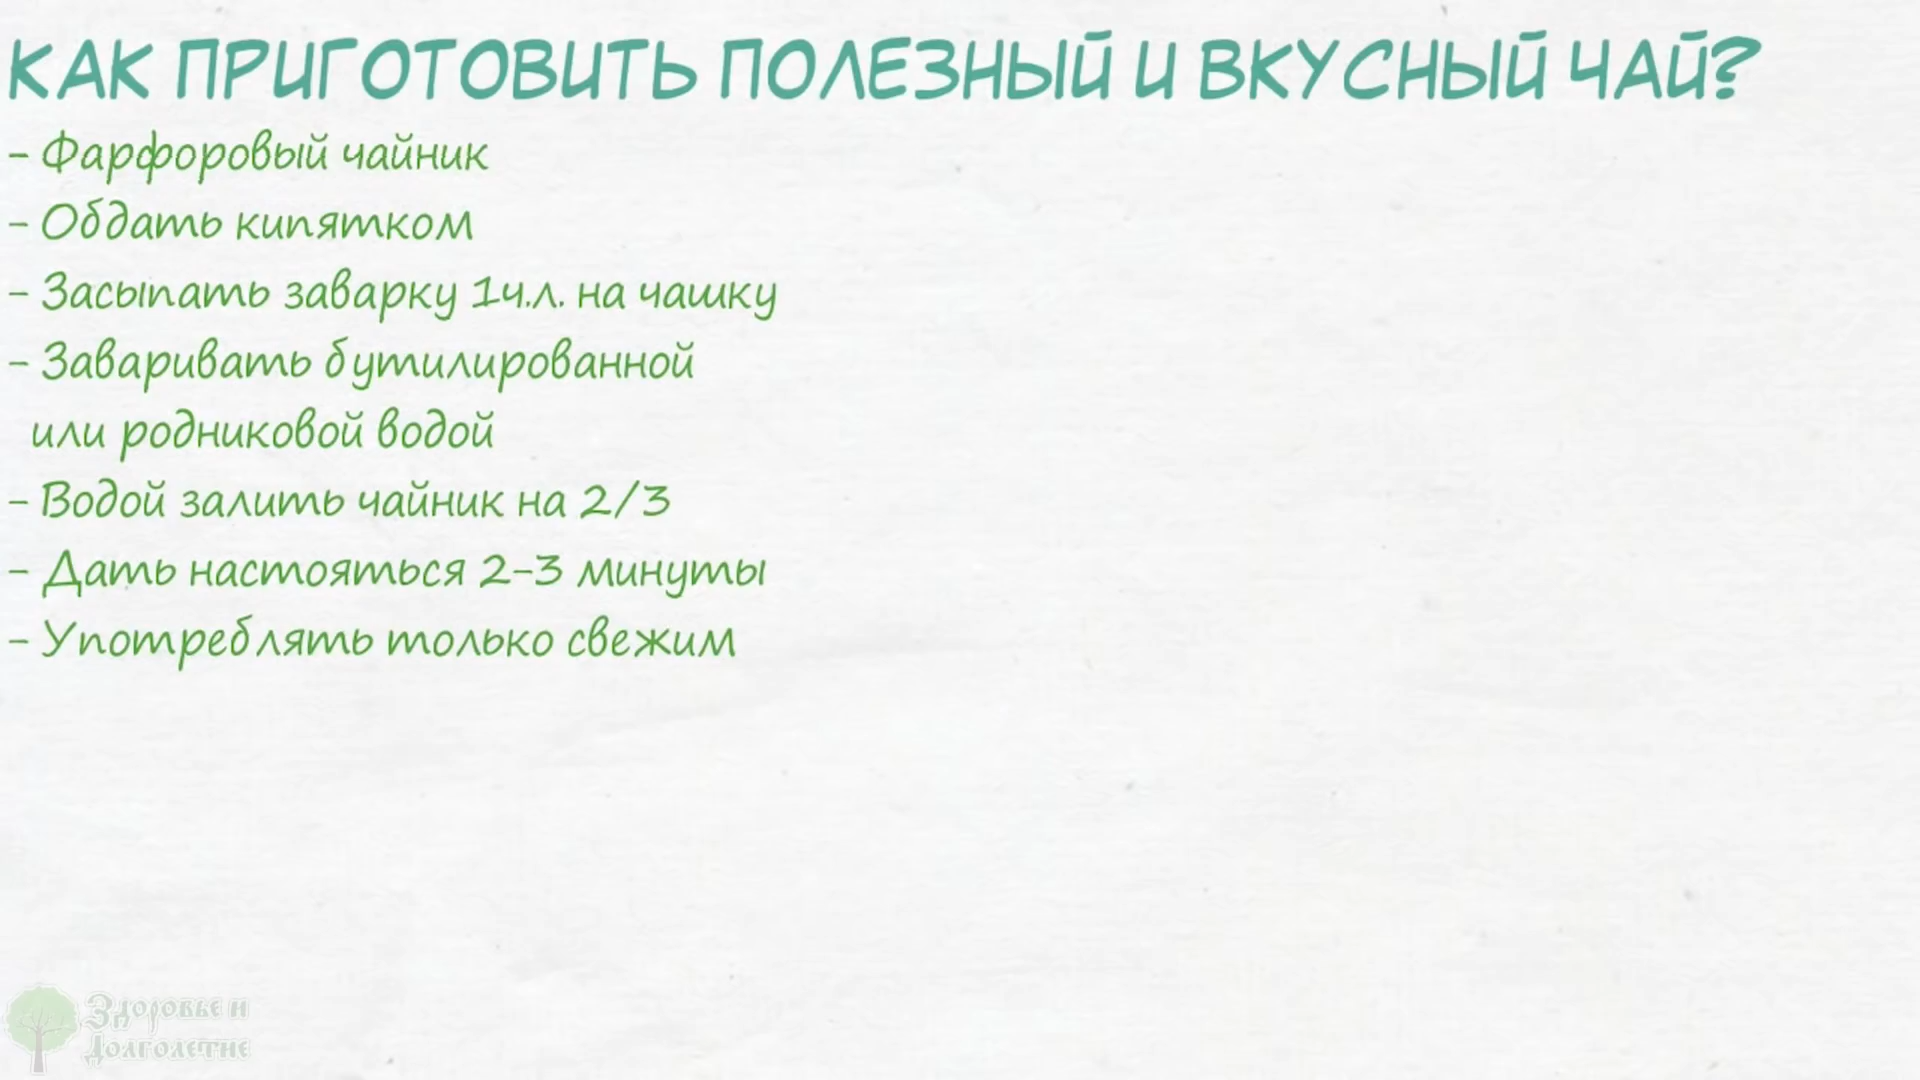 КАК ПРИГОТОВИТЬ ПОЛЕЗНЫЙ И ВКУСНЫЙ ЧАЙ?
- Фарфоровый чайник
- Обдать кипятком
- Засыпать заварку 1ч.л. на чашку
- Заваривать бутилированной
или родниковой водой
- Водой залить чайник на 2/3
- Дать настояться 2-3 минуты
- Употреблять только свежим
Здоровье и
Долголетие